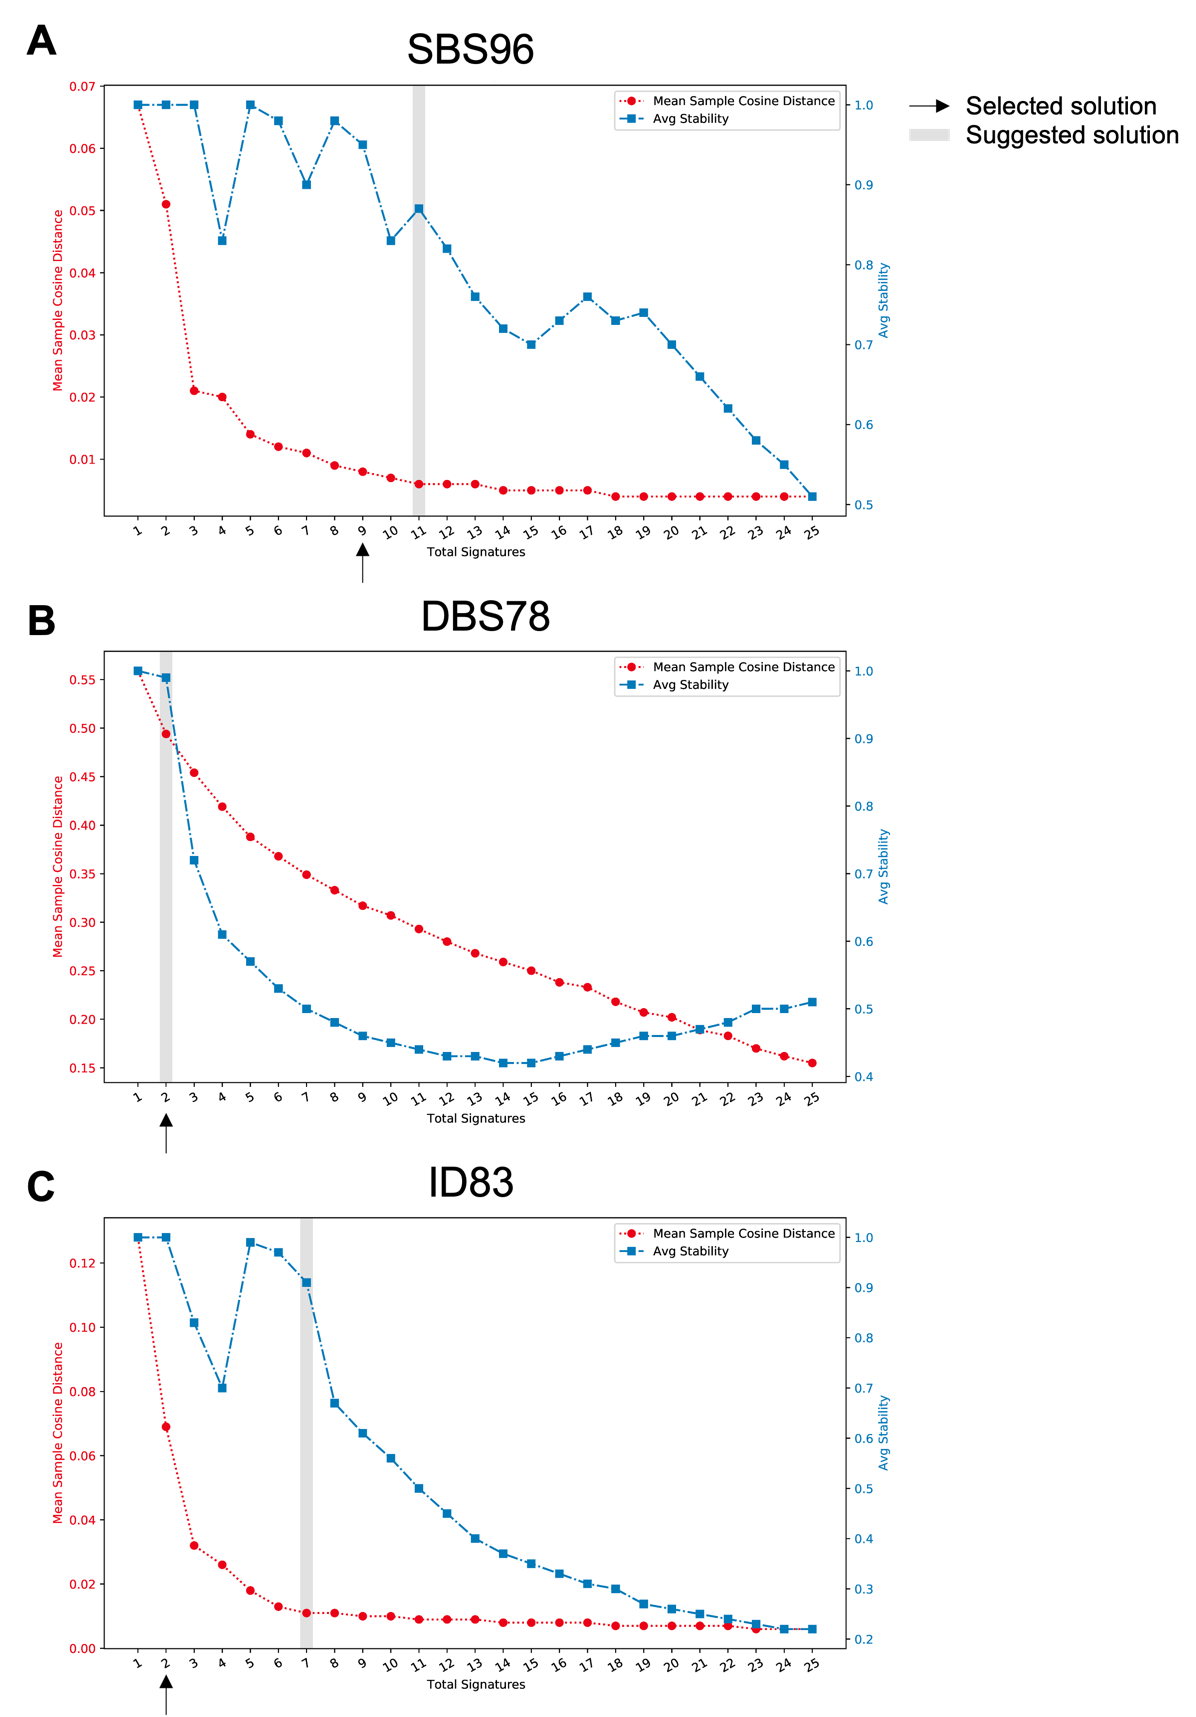 A
SBS96
Mean Sample Cosine Distance
Avg Stability
Selected solution
Suggested solution
0.07
0.06
0.05
0.04
0.03
0.02
0.01
Mean Sample Cosine Distance
1.0
0.9
0.8
0.7
0.6
0.5
Avg Stability
1 2 3 4 5 6 7 8 9 10 11 12 13 14 15 16 17 18 19 20 21 22 23 24 25
Total Signatures
B
DBS78
Mean Sample Cosine Distance
Avg Stability
0.55
0.50
0.45
0.40
0.35
0.30
0.25
0.20
0.15
Mean Sample Cosine Distance
1.0
0.9
0.8
0.7
0.6
0.5
0.4
Avg Stability
1 2 3 4 5 6 7 8 9 10 11 12 13 14 15 16 17 18 19 20 21 22 23 24 25
Total Signatures
C
ID83
Mean Sample Cosine Distance
Avg Stability
0.12
0.10
0.08
0.06
0.04
0.02
0.00
Mean Sample Cosine Distance
1.0
0.9
0.8
0.7
0.6
0.5
0.4
0.3
0.2
Avg Stability
1 2 3 4 5 6 7 8 9 10 11 12 13 14 15 16 17 18 19 20 21 22 23 24 25
Total Signatures